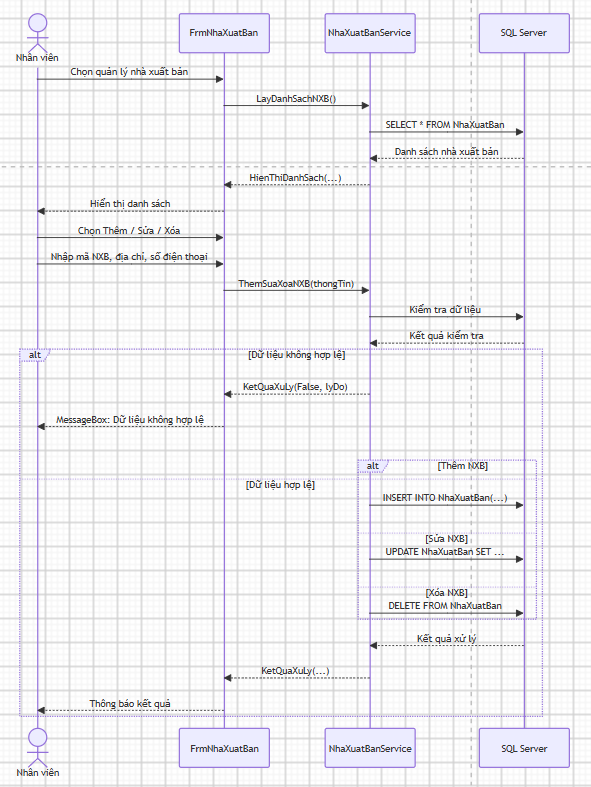 FrmNhaXuatBan
NhaXuatBanService
SQL Server
Nhân viên
Chọn quản lý nhà xuất bản
LayDanhSachNXB()
SELECT * FROM NhaXuatBan
Danh sách nhà xuất bản
HienThiDanhSach(...)
Hiển thị danh sách
Chọn Thêm / Sửa / Xóa
Nhập mã NXB, địa chỉ, số điện thoại
ThemSuaXoaNXB(thongTin)
Kiểm tra dữ liệu
Kết quả kiểm tra
alt
[Dữ liệu không hợp lệ]
KetQuaXuLy(False, lyDo)
MessageBox: Dữ liệu không hợp lệ
alt
[Thêm NXB]
[Dữ liệu hợp lệ]
INSERT INTO NhaXuatBan(...)
[Sửa NXB]
UPDATE NhaXuatBan SET ...
[Xóa NXB]
DELETE FROM NhaXuatBan
Kết quả xử lý
KetQuaXuLy(...)
Thông báo kết quả
FrmNhaXuatBan
NhaXuatBanService
SQL Server
Nhân viên